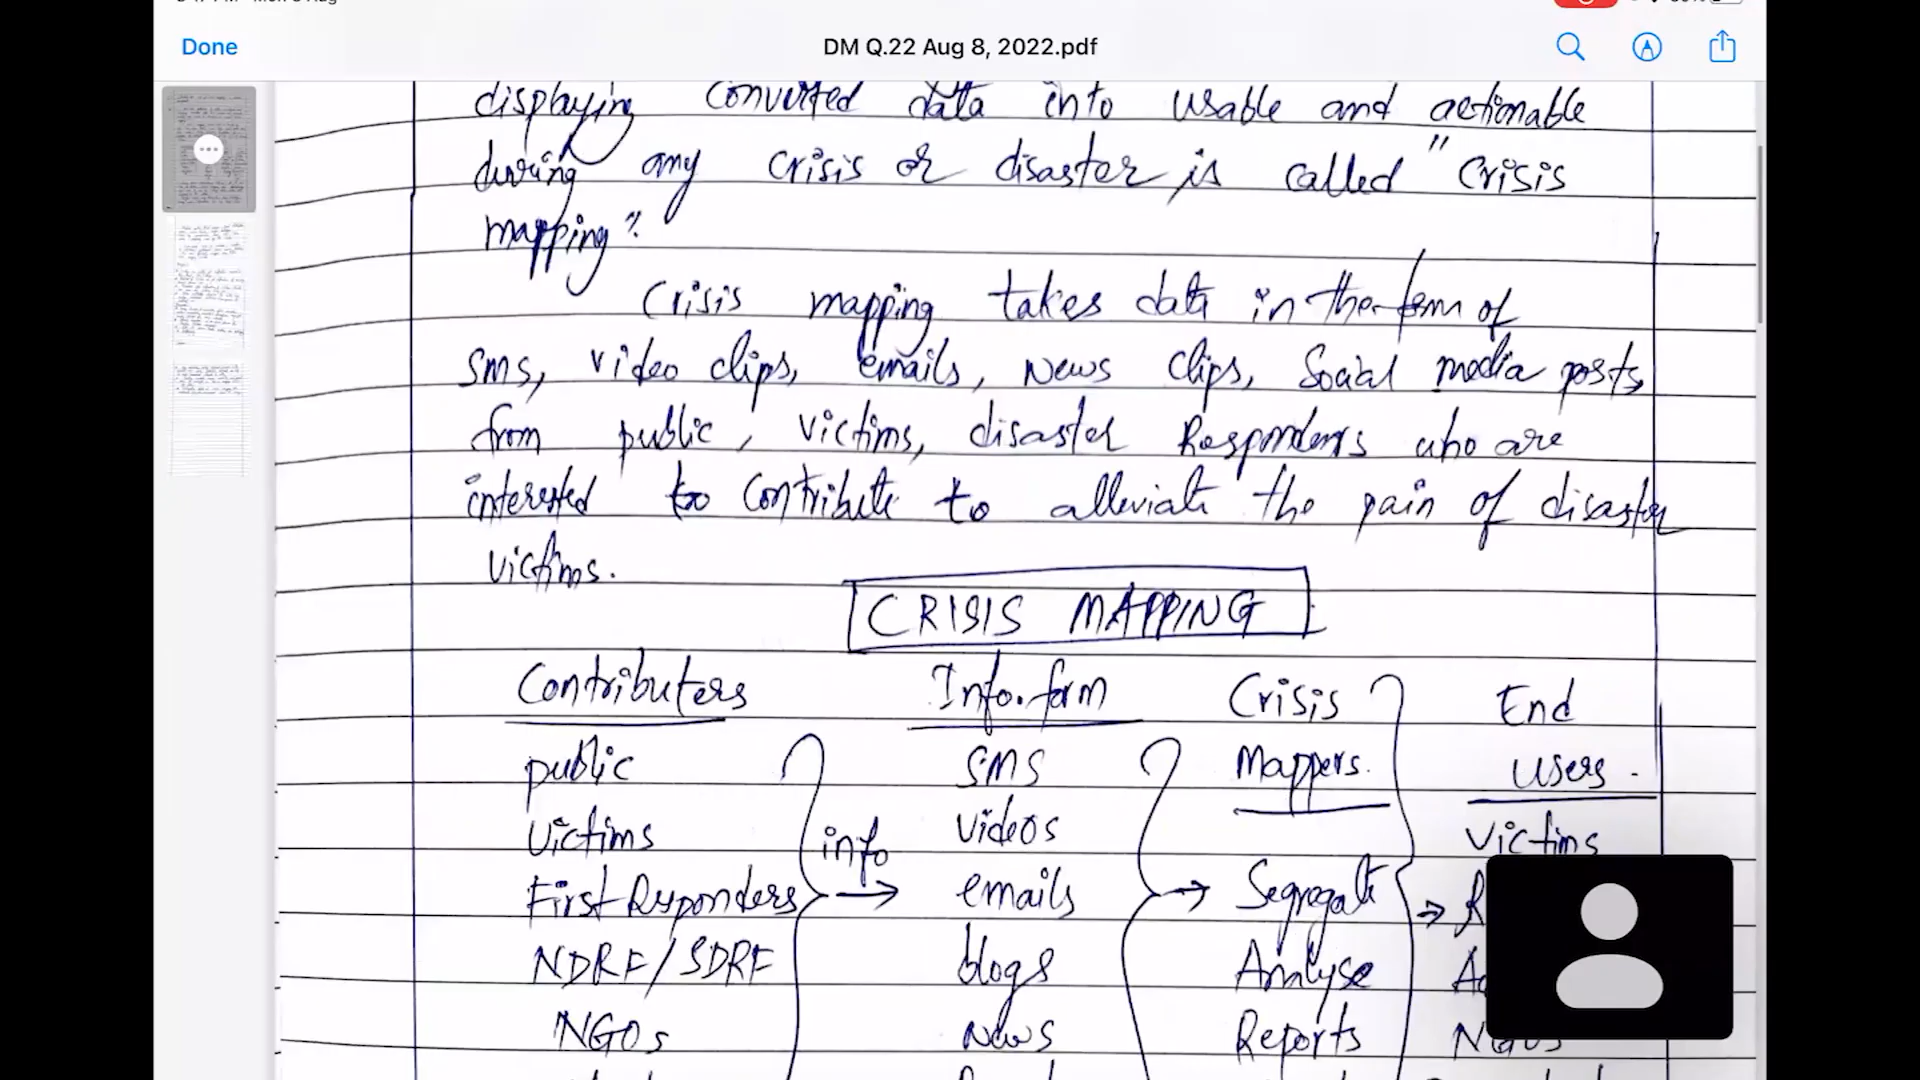 Done
DM Q.22 Aug 8, 2022.pdf
displaying converted data into usable and actionable
during any crisis or disaster is called "Crisis
mapping".
Crisis mapping takes data in the form of
SMS, video clips, emails, News clips, Social media posts,
from public, victims, disaster Responders who are
interested to contribute to alleviate the pain of disaster
victims.
CRISIS MAPPING
Contributers Info.form Crisis End
public SMS Mappers. users.
Victims info videos Victims
First Responders → emails → Segregate → R
NDRF/SDRF blogs Analyse
NGOs News Reports NGOs